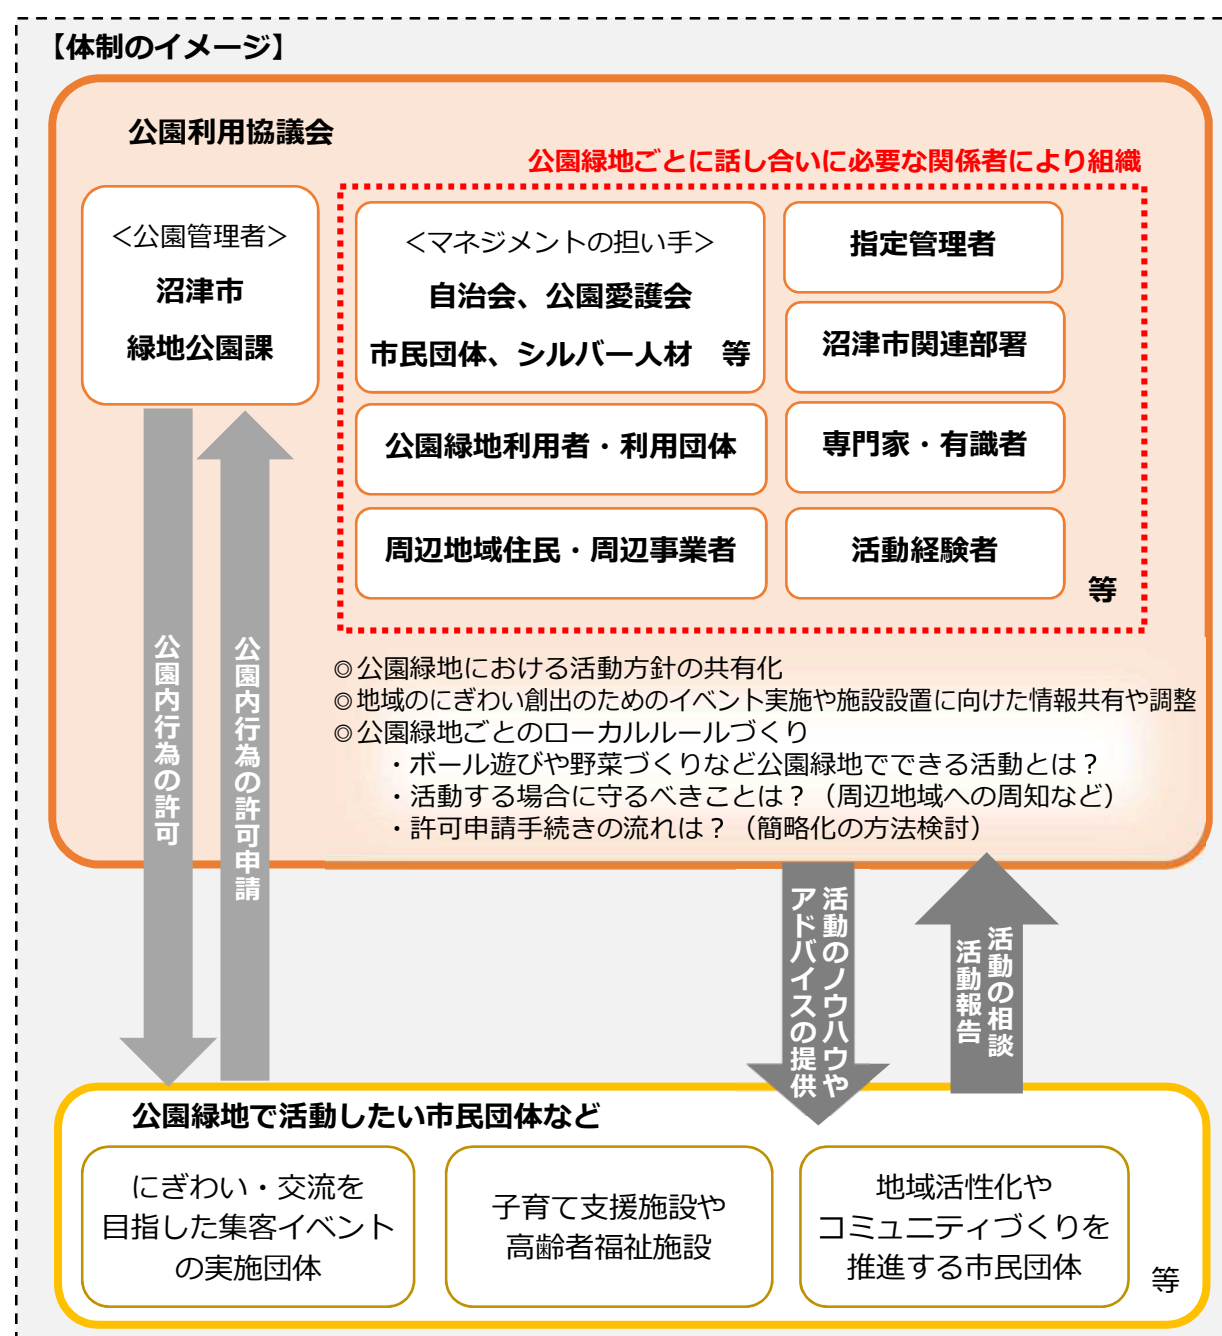 【体制のイメージ】
公園利用協議会
公園緑地ごとに話し合いに必要な関係者により組織
＜公園管理者＞
沼津市
緑地公園課
＜マネジメントの担い手＞
自治会、公園愛護会
市民団体、シルバー人材　等
指定管理者
沼津市関連部署
公園緑地利用者・利用団体
専門家・有識者
周辺地域住民・周辺事業者
活動経験者
等
◎公園緑地における活動方針の共有化
◎地域のにぎわい創出のためのイベント実施や施設設置に向けた情報共有や調整
◎公園緑地ごとのローカルルールづくり
・ボール遊びや野菜づくりなど公園緑地でできる活動とは？
・活動する場合に守るべきことは？（周辺地域への周知など）
・許可申請手続きの流れは？（簡略化の方法検討）
公園内行為の許可
公園内行為の許可申請
活動のノウハウや
アドバイスの提供
活動の相談
活動報告
公園緑地で活動したい市民団体など
にぎわい・交流を
目指した集客イベント
の実施団体
子育て支援施設や
高齢者福祉施設
地域活性化や
コミュニティづくりを
推進する市民団体
等